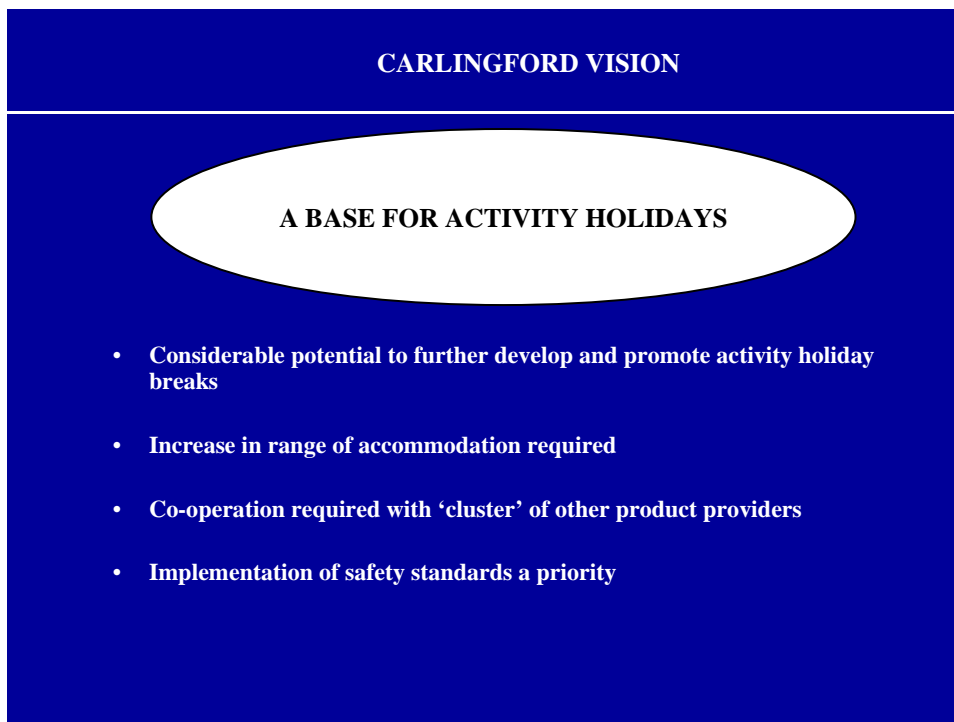 CARLINGFORD VISION
A BASE FOR ACTIVITY HOLIDAYS
• Considerable potential to further develop and promote activity holiday
breaks
• Increase in range of accommodation required
• Co-operation required with ‘cluster’ of other product providers
• Implementation of safety standards a priority